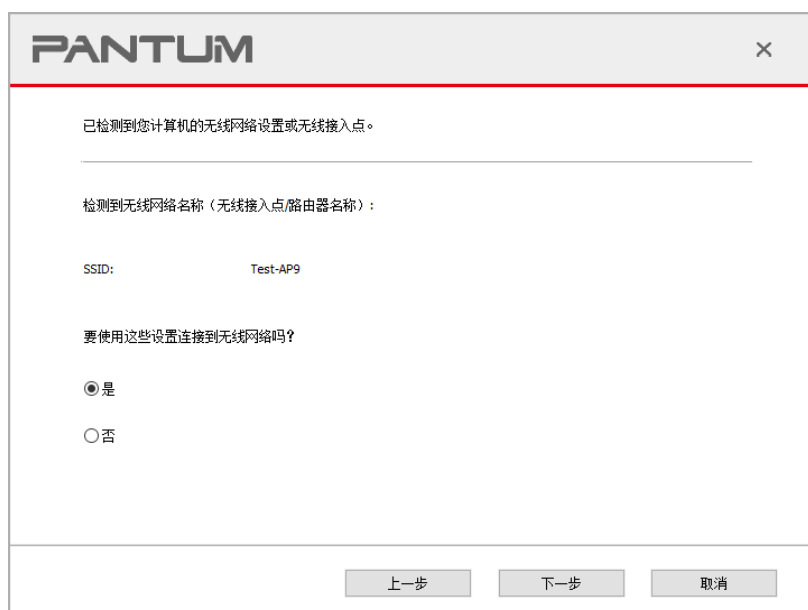 PANTUM
已检测到您计算机的无线网络设置或无线接入点。
检测到无线网络名称（无线接入点/路由器名称）:
SSID: Test-AP9
要使用这些设置连接到无线网络吗?
是
否
上一步 下一步 取消